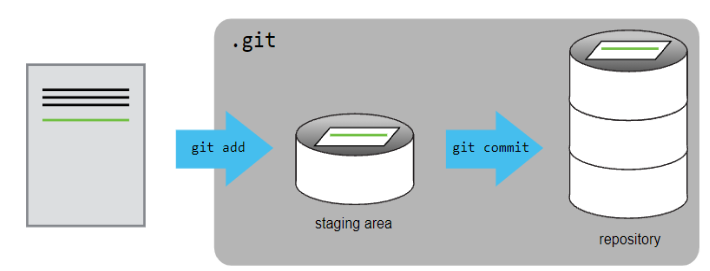 .git
git add
git commit
staging area
repository